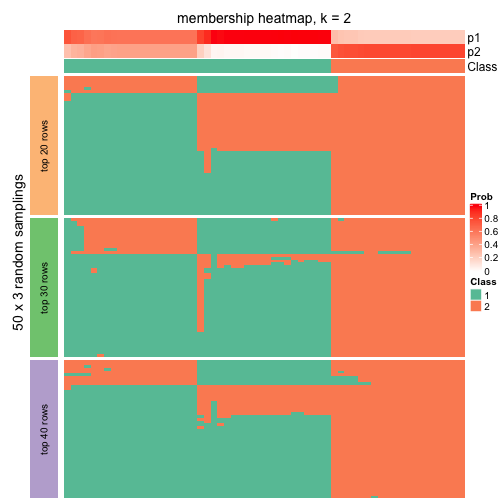 membership heatmap, k = 2
p1
p2
Class
50 x 3 random samplings
top 20 rows
top 30 rows
top 40 rows
Prob
1
0.8
0.6
0.4
0.2
0
Class
1
2